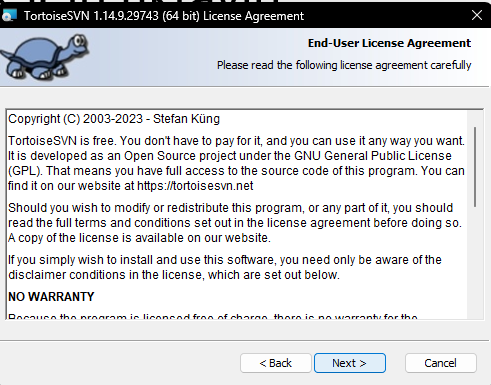 TortoiseSVN 1.14.9.29743 (64 bit) License Agreement
End-User License Agreement
Please read the following license agreement carefully
Copyright (C) 2003-2023 - Stefan Küng
TortoiseSVN is free. You don't have to pay for it, and you can use it any way you want.
It is developed as an Open Source project under the GNU General Public License
(GPL). That means you have full access to the source code of this program. You can
find it on our website at https://tortoisesvn.net
Should you wish to modify or redistribute this program, or any part of it, you should
read the full terms and conditions set out in the license agreement before doing so.
A copy of the license is available on our website.
If you simply wish to install and use this software, you need only be aware of the
disclaimer conditions in the license, which are set out below.
NO WARRANTY
Because the program is licensed free of charge, there is no warranty for the
< Back
Next >
Cancel